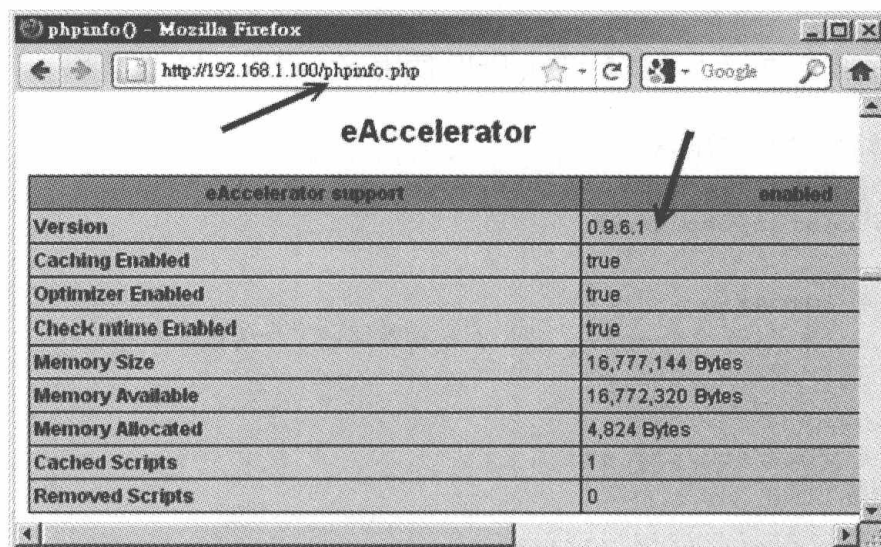 phpinfo() - Mozilla Firefox
http://192.168.1.100/phpinfo.php
Google
eAccelerator
eAccelerator support enabled
Version 0.9.6.1
Caching Enabled true
Optimizer Enabled true
Check mtime Enabled true
Memory Size 16,777,144 Bytes
Memory Available 16,772,320 Bytes
Memory Allocated 4,824 Bytes
Cached Scripts 1
Removed Scripts 0